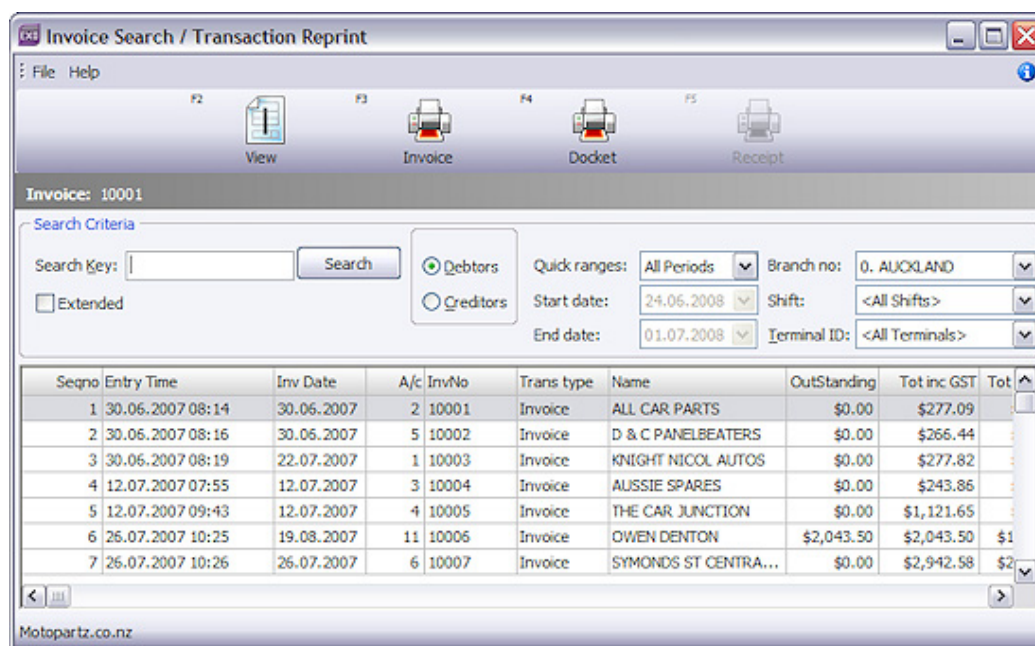 Invoice Search / Transaction Reprint
File Help
F2 F3 F4 F5
View Invoice Docket Receipt
Invoice: 10001
Search Criteria
Search Key: Search Debtors Quick ranges: All Periods Branch no: 0. AUCKLAND
Extended Creditors Start date: 24.06.2008 Shift: <All Shifts>
End date: 01.07.2008 Terminal ID: <All Terminals>
Seqno Entry Time Inv Date A/c InvNo Trans type Name OutStanding Tot inc GST Tot
1 30.06.2007 08:14 30.06.2007 2 10001 Invoice ALL CAR PARTS $0.00 $277.09
2 30.06.2007 08:16 30.06.2007 5 10002 Invoice D & C PANELBEATERS $0.00 $266.44
3 30.06.2007 08:19 22.07.2007 1 10003 Invoice KNIGHT NICOL AUTOS $0.00 $277.82
4 12.07.2007 07:55 12.07.2007 3 10004 Invoice AUSSIE SPARES $0.00 $243.86
5 12.07.2007 09:43 12.07.2007 4 10005 Invoice THE CAR JUNCTION $0.00 $1,121.65
6 26.07.2007 10:25 19.08.2007 11 10006 Invoice OWEN DENTON $2,043.50 $2,043.50 $1
7 26.07.2007 10:26 26.07.2007 6 10007 Invoice SYMONDS ST CENTRA... $0.00 $2,942.58 $2
Motopartz.co.nz